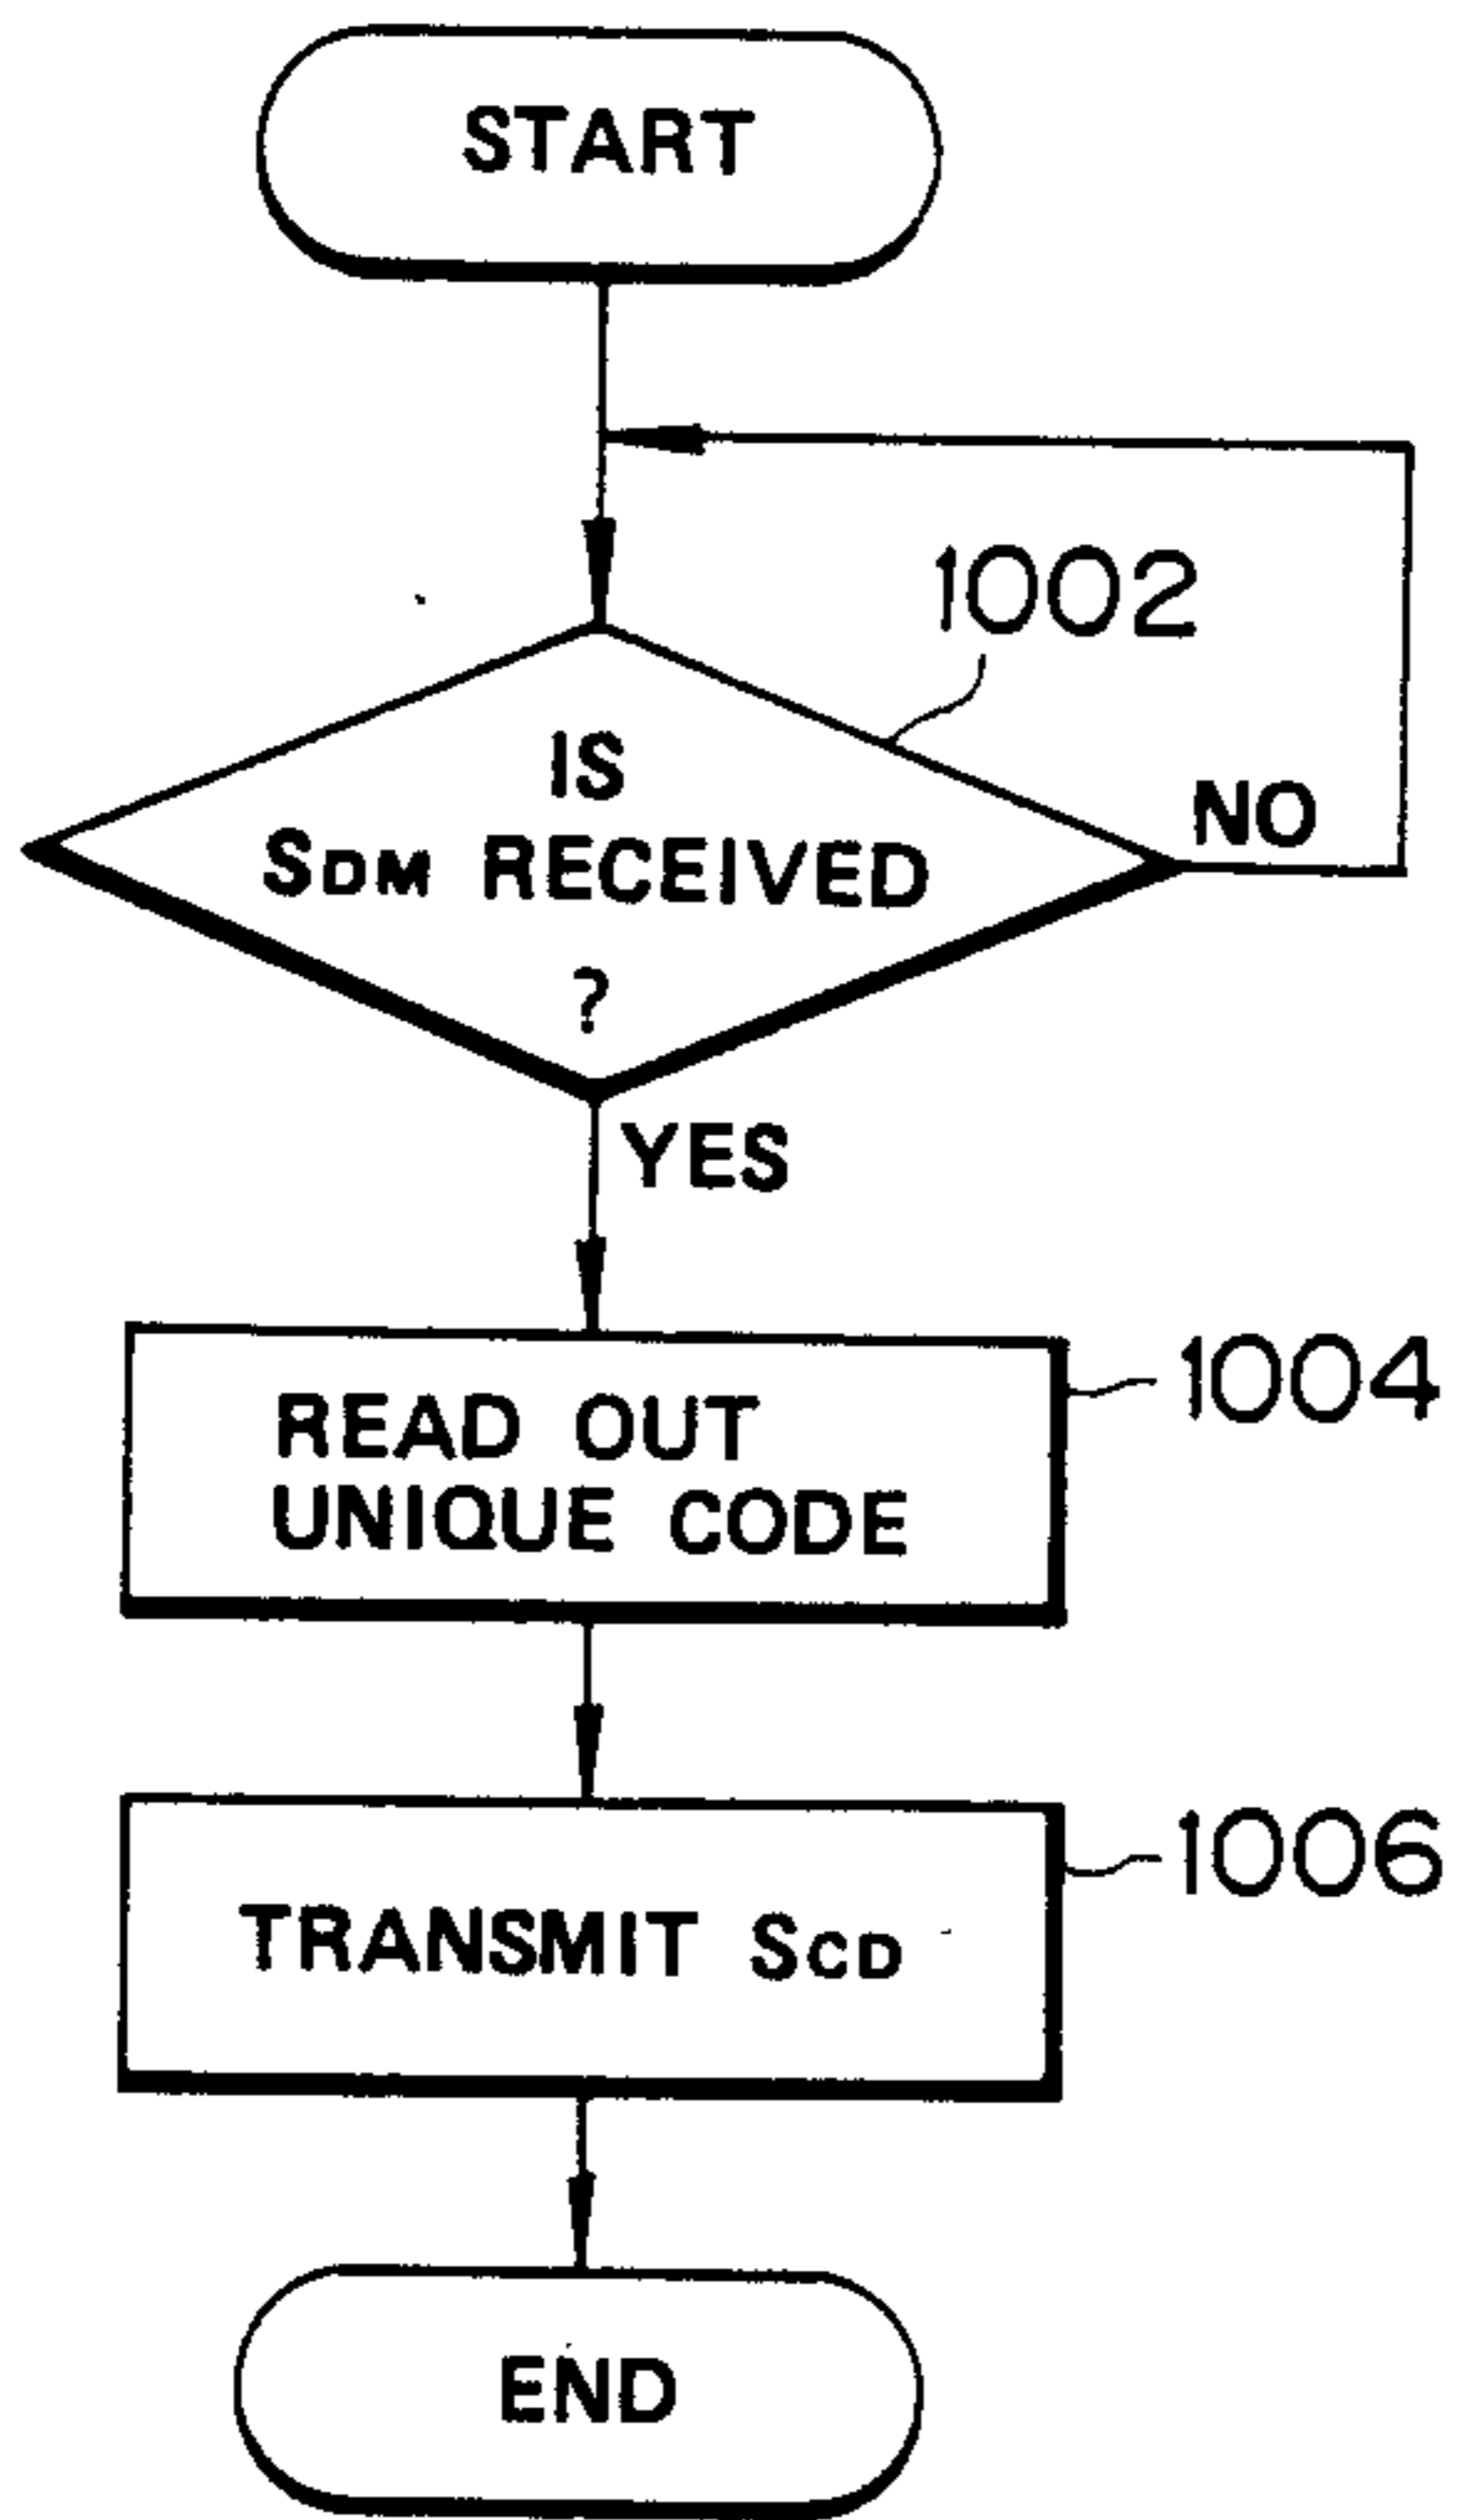 START
1002
IS
SDM RECEIVED
?
NO
YES
READ OUT
UNIQUE CODE
1004
TRANSMIT SCD
1006
END